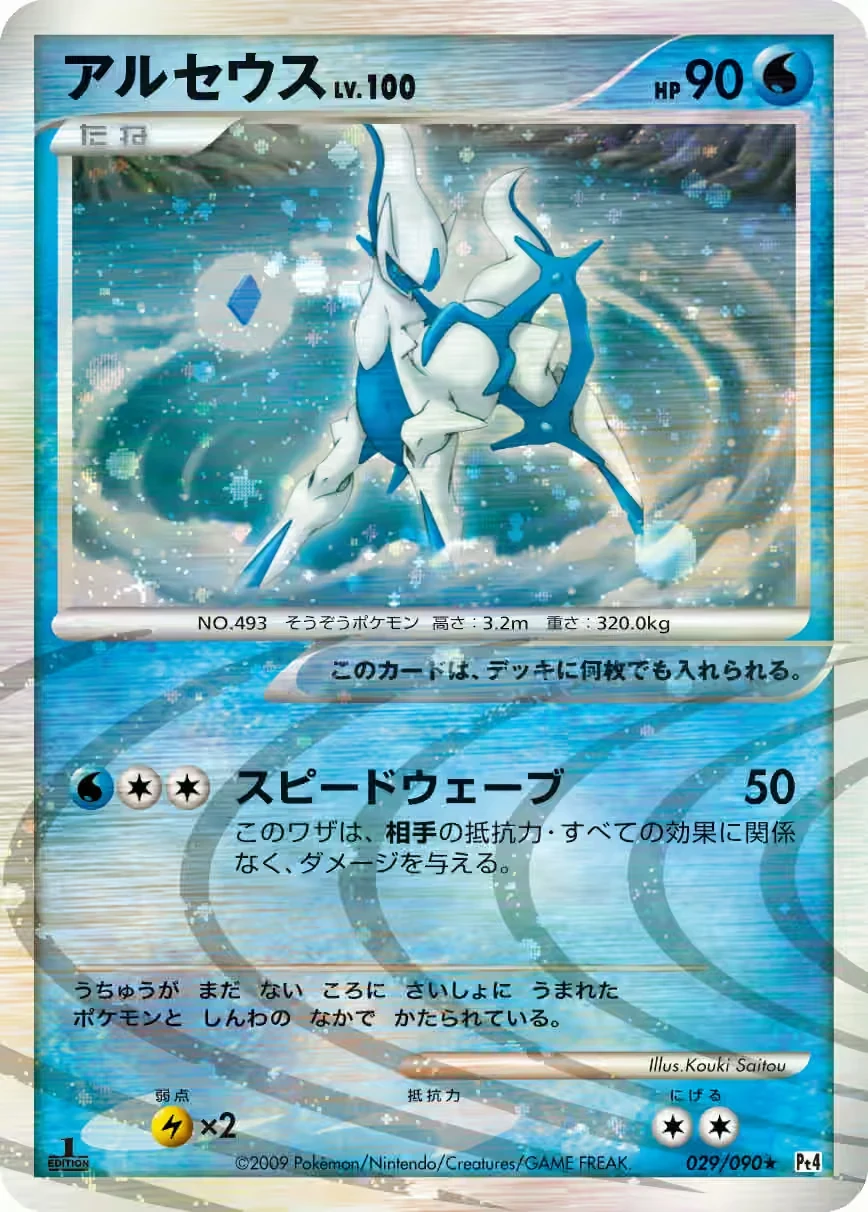 アルセウス LV.100 HP 90
たね
NO.493 そうぞうポケモン 高さ：3.2m 重さ：320.0kg
このカードは、デッキに何枚でも入れられる。
スピードウェーブ 50
このワザは、相手の抵抗力・すべての効果に関係
なく、ダメージを与える。
うちゅうが まだ ない ころに さいしょに うまれた
ポケモンと しんわの なかで かたられている。
Illus.Kouki Saitou
弱点 抵抗力 にげる
×2
1 EDITION ©2009 Pokémon/Nintendo/Creatures/GAME FREAK. 029/090★ Pt4